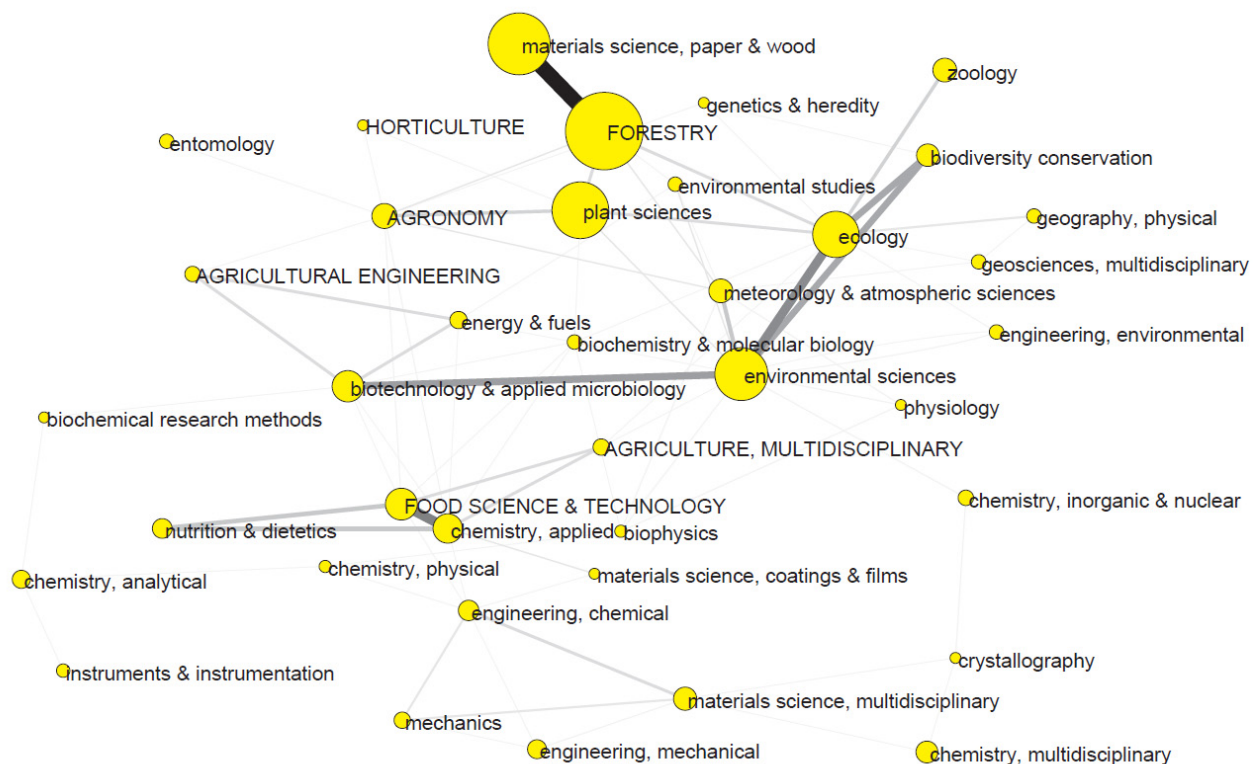 materials science, paper & wood
zoology
genetics & heredity
HORTICULTURE
FORESTRY
entomology
biodiversity conservation
environmental studies
plant sciences
AGRONOMY
geography, physical
ecology
geosciences, multidisciplinary
AGRICULTURAL ENGINEERING
meteorology & atmospheric sciences
energy & fuels
engineering, environmental
biochemistry & molecular biology
environmental sciences
biotechnology & applied microbiology
physiology
biochemical research methods
AGRICULTURE, MULTIDISCIPLINARY
chemistry, inorganic & nuclear
FOOD SCIENCE & TECHNOLOGY
nutrition & dietetics
chemistry, applied
biophysics
chemistry, physical
materials science, coatings & films
chemistry, analytical
engineering, chemical
crystallography
instruments & instrumentation
materials science, multidisciplinary
mechanics
engineering, mechanical
chemistry, multidisciplinary